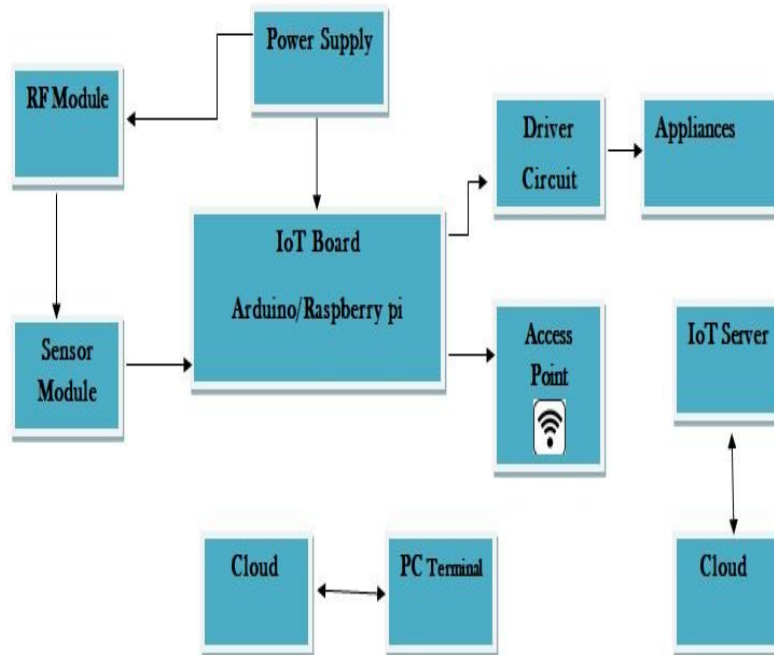 Power Supply
RF Module
Driver
Circuit
Appliances
IoT Board
Arduino/Raspberry pi
Sensor
Module
Access
Point
IoT Server
Cloud
PC Terminal
Cloud